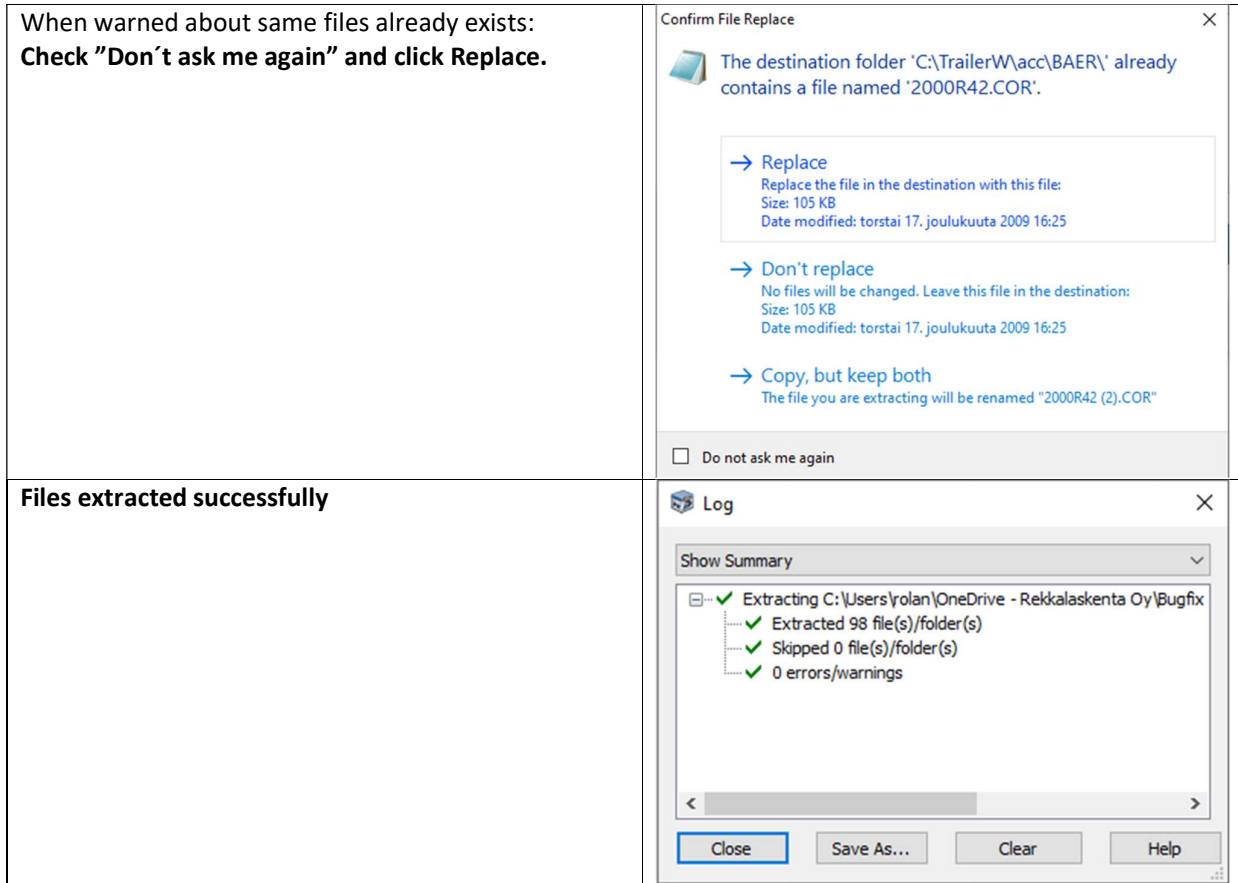 When warned about same files already exists:
Check ”Don´t ask me again” and click Replace.
Confirm File Replace
The destination folder 'C:\TrailerW\acc\BAER\' already
contains a file named '2000R42.COR'.
→ Replace
Replace the file in the destination with this file:
Size: 105 KB
Date modified: torstai 17. joulukuuta 2009 16:25
→ Don't replace
No files will be changed. Leave this file in the destination:
Size: 105 KB
Date modified: torstai 17. joulukuuta 2009 16:25
→ Copy, but keep both
The file you are extracting will be renamed "2000R42 (2).COR"
Do not ask me again
Files extracted successfully
Log
Show Summary
Extracting C:\Users\rolan\OneDrive - Rekkalaskenta Oy\Bugfix
Extracted 98 file(s)/folder(s)
Skipped 0 file(s)/folder(s)
0 errors/warnings
Close Save As... Clear Help